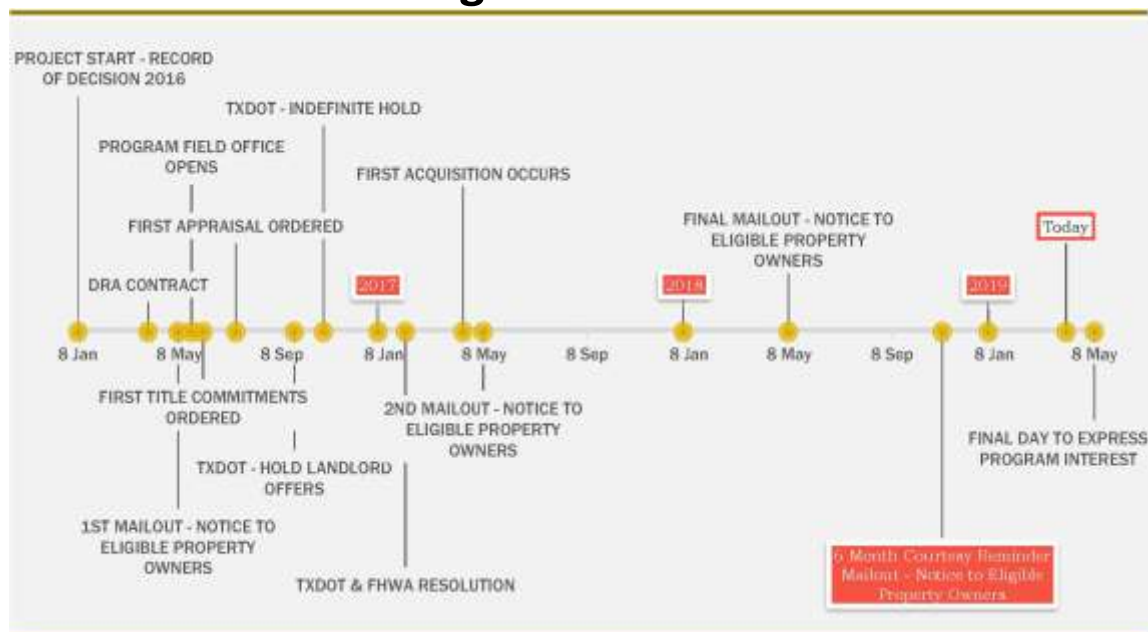 PROJECT START - RECORD
OF DECISION 2016
TXDOT - INDEFINITE HOLD
PROGRAM FIELD OFFICE
OPENS
FIRST ACQUISITION OCCURS
FIRST APPRAISAL ORDERED
FINAL MAILOUT - NOTICE TO
ELIGIBLE PROPERTY
OWNERS
Today
DRA CONTRACT
2017
2018
2019
8 Jan
8 May
8 Sep
8 Jan
8 May
8 Sep
8 Jan
8 May
8 Sep
8 Jan
8 May
FIRST TITLE COMMITMENTS
ORDERED
2ND MAILOUT - NOTICE TO
ELIGIBLE PROPERTY
OWNERS
FINAL DAY TO EXPRESS
PROGRAM INTEREST
TXDOT - HOLD LANDLORD
OFFERS
1ST MAILOUT - NOTICE TO
ELIGIBLE PROPERTY
OWNERS
TXDOT & FHWA RESOLUTION
6 Month Courtesy Reminder
Mailout - Notice to Eligible
Property Owners